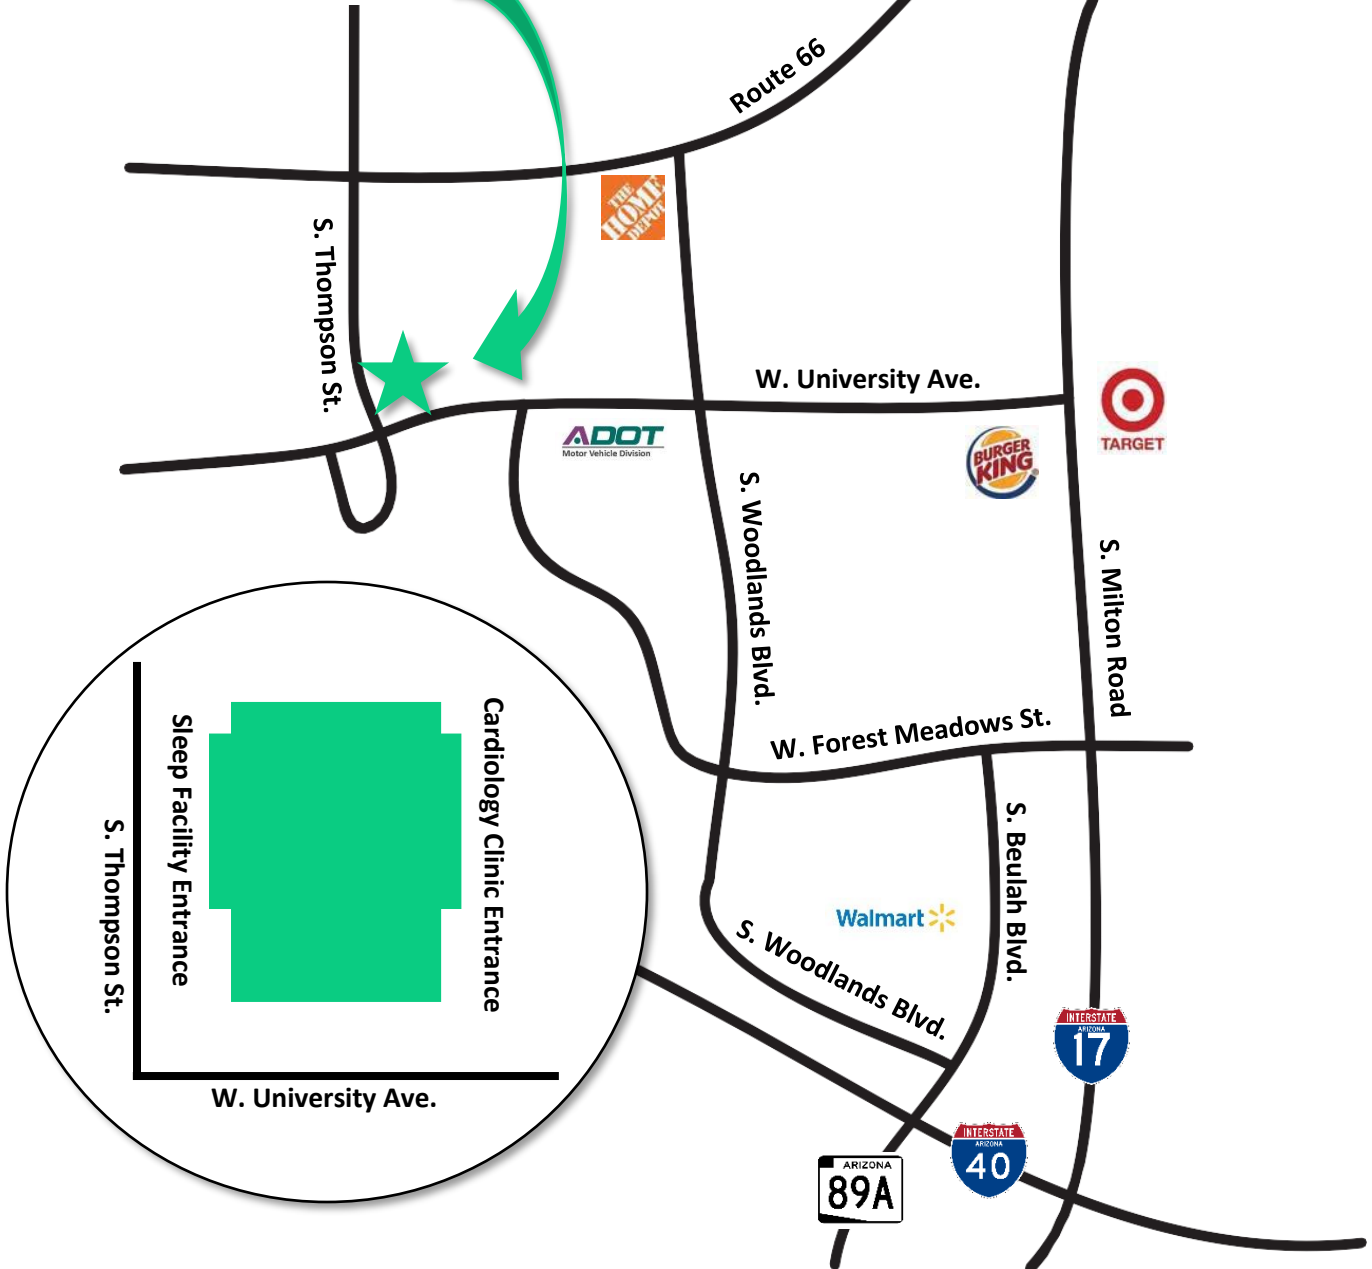 Route 66
THE
HOME
DEPOT
S. Thompson St.
W. University Ave.
TARGET
ADOT
Motor Vehicle Division
BURGER
KING
S. Woodlands Blvd.
S. Milton Road
W. Forest Meadows St.
S. Beulah Blvd.
Walmart
S. Woodlands Blvd.
INTERSTATE
ARIZONA
17
INTERSTATE
ARIZONA
40
ARIZONA
89A
S. Thompson St.
Sleep Facility Entrance
Cardiology Clinic Entrance
W. University Ave.